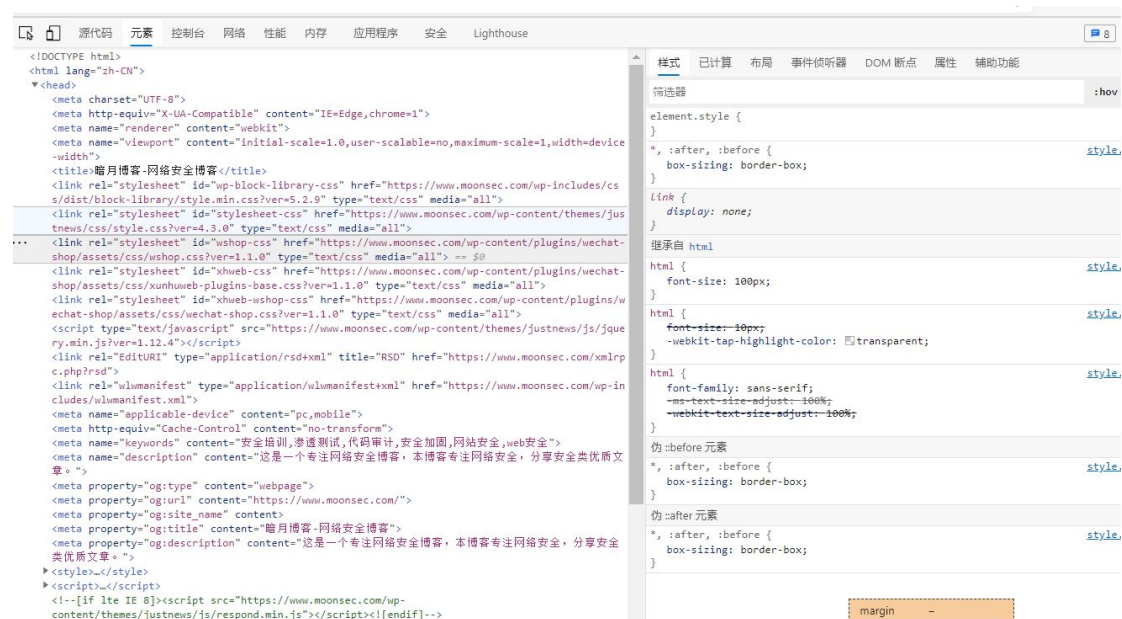 源代码 元素 控制台 网络 性能 内存 应用程序 安全 Lighthouse 8
<!DOCTYPE html>
<html lang="zh-CN">
▼<head>
<meta charset="UTF-8">
<meta http-equiv="X-UA-Compatible" content="IE=Edge,chrome=1">
<meta name="renderer" content="webkit">
<meta name="viewport" content="initial-scale=1.0,user-scalable=no,maximum-scale=1,width=device
-width">
<title>暗月博客-网络安全博客</title>
<link rel="stylesheet" id="wp-block-library-css" href="https://www.moonsec.com/wp-includes/cs
s/dist/block-library/style.min.css?ver=5.2.9" type="text/css" media="all">
<link rel="stylesheet" id="stylesheet-css" href="https://www.moonsec.com/wp-content/themes/jus
tnews/css/style.css?ver=4.3.0" type="text/css" media="all">
··· <link rel="stylesheet" id="wshop-css" href="https://www.moonsec.com/wp-content/plugins/wechat-
shop/assets/css/wshop.css?ver=1.1.0" type="text/css" media="all"> == $0
<link rel="stylesheet" id="xhweb-css" href="https://www.moonsec.com/wp-content/plugins/wechat-
shop/assets/css/xunhuweb-plugins-base.css?ver=1.1.0" type="text/css" media="all">
<link rel="stylesheet" id="xhweb-wshop-css" href="https://www.moonsec.com/wp-content/plugins/w
echat-shop/assets/css/wechat-shop.css?ver=1.1.0" type="text/css" media="all">
<script type="text/javascript" src="https://www.moonsec.com/wp-content/themes/justnews/js/jque
ry.min.js?ver=1.12.4"></script>
<link rel="EditURI" type="application/rsd+xml" title="RSD" href="https://www.moonsec.com/xmlrp
c.php?rsd">
<link rel="wlwmanifest" type="application/wlwmanifest+xml" href="https://www.moonsec.com/wp-in
cludes/wlwmanifest.xml">
<meta name="applicable-device" content="pc,mobile">
<meta http-equiv="Cache-Control" content="no-transform">
<meta name="keywords" content="安全培训,渗透测试,代码审计,安全加固,网站安全,web安全">
<meta name="description" content="这是一个专注网络安全博客，本博客专注网络安全，分享安全类优质文
章。">
<meta property="og:type" content="webpage">
<meta property="og:url" content="https://www.moonsec.com/">
<meta property="og:site_name" content>
<meta property="og:title" content="暗月博客-网络安全博客">
<meta property="og:description" content="这是一个专注网络安全博客，本博客专注网络安全，分享安全
类优质文章。">
▶<style>…</style>
▶<script>…</script>
<!--[if lte IE 8]><script src="https://www.moonsec.com/wp-
content/themes/justnews/js/respond.min.js"></script><![endif]-->
样式 已计算 布局 事件侦听器 DOM 断点 属性 辅助功能
筛选器 :hov
element.style {
}
*, :after, :before { style.
box-sizing: border-box;
}
link {
display: none;
}
继承自 html
html { style.
font-size: 100px;
}
html { style.
font-size: 10px;
-webkit-tap-highlight-color: transparent;
}
html { style.
font-family: sans-serif;
-ms-text-size-adjust: 100%;
-webkit-text-size-adjust: 100%;
}
伪 ::before 元素
*, :after, :before { style.
box-sizing: border-box;
}
伪 ::after 元素
*, :after, :before { style.
box-sizing: border-box;
}
margin –